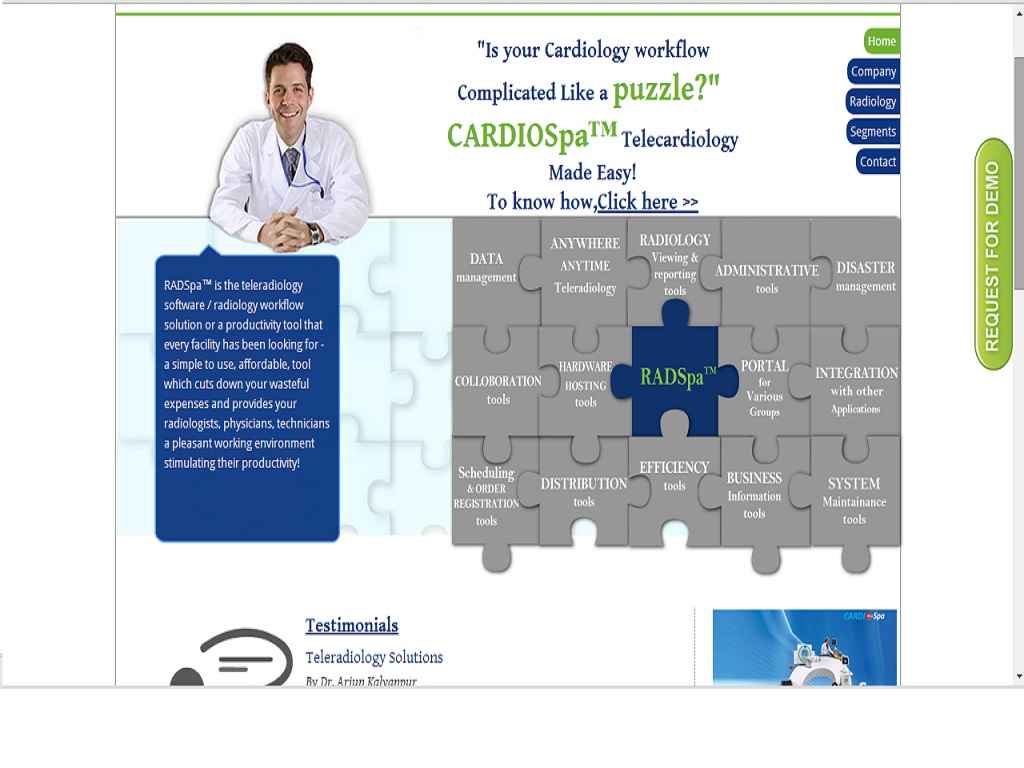 "Is your Cardiology workflow
Complicated Like a puzzle?"
CARDIOSpa™ Telecardiology
Made Easy!
To know how,Click here >>
Home
Company
Radiology
Segments
Contact
REQUEST FOR DEMO
RADSpa™ is the teleradiology
software / radiology workflow
solution or a productivity tool that
every facility has been looking for -
a simple to use, affordable, tool
which cuts down your wasteful
expenses and provides your
radiologists, physicians, technicians
a pleasant working environment
stimulating their productivity!
DATA
management
ANYWHERE
ANYTIME
Teleradiology
RADIOLOGY
Viewing &
reporting
tools
ADMINISTRATIVE
tools
DISASTER
management
COLLOBORATION
tools
HARDWARE
HOSTING
tools
RADSpa™
PORTAL
for
Various
Groups
INTEGRATION
with other
Applications
Scheduling
& ORDER
REGISTRATION
tools
DISTRIBUTION
tools
EFFICIENCY
tools
BUSINESS
Information
tools
SYSTEM
Maintainance
tools
Testimonials
Teleradiology Solutions
By Dr. Arjun Kalyanpur
CARDIOSpa